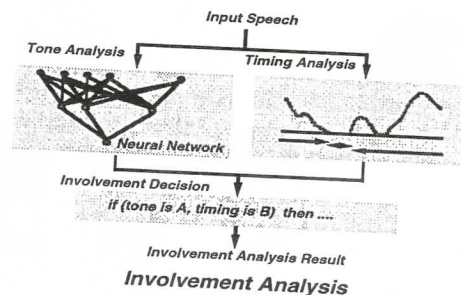 Input Speech
Tone Analysis
Timing Analysis
Neural Network
Involvement Decision
if (tone is A, timing is B) then ....
Involvement Analysis Result
Involvement Analysis